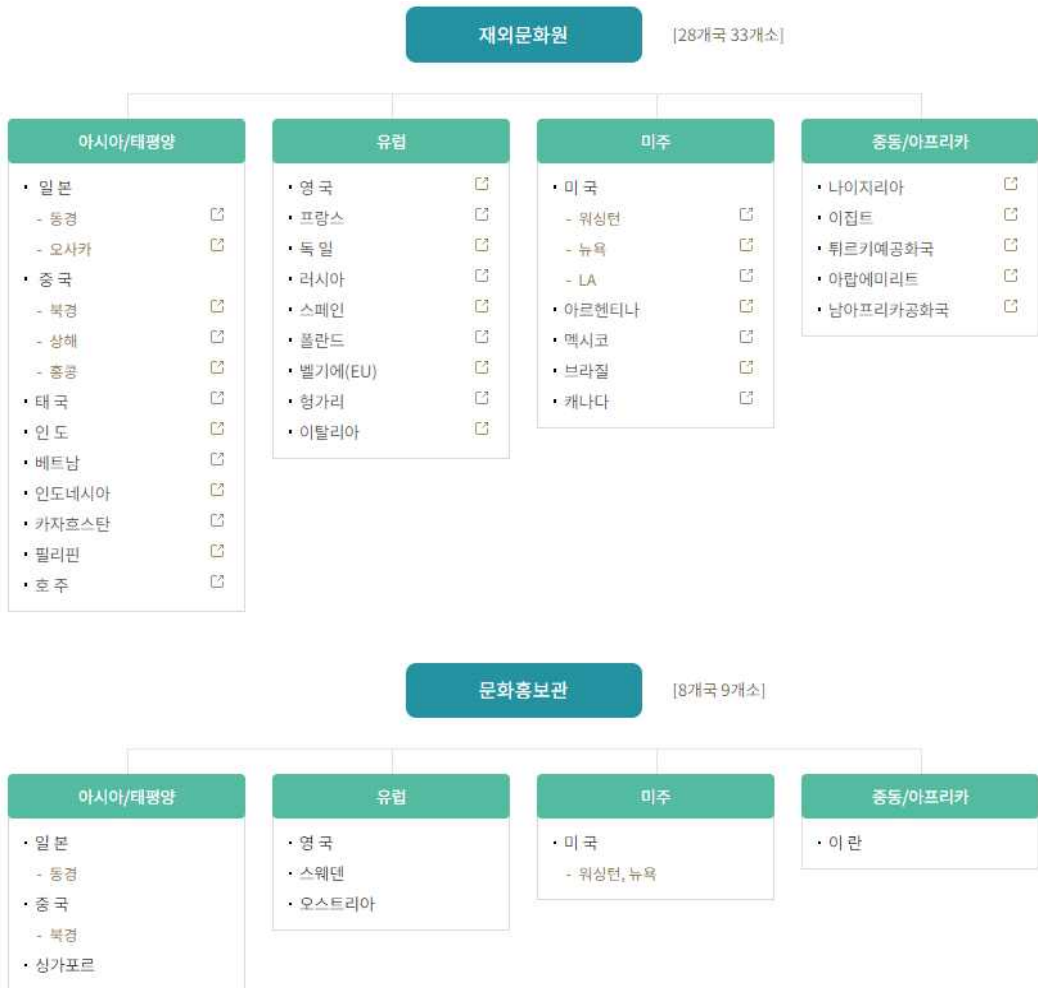 재외문화원
[28개국 33개소]
아시아/태평양
· 일 본
- 동경
- 오사카
· 중 국
- 북경
- 상해
- 홍콩
· 태 국
· 인 도
· 베트남
· 인도네시아
· 카자흐스탄
· 필리핀
· 호 주
유럽
· 영 국
· 프랑스
· 독 일
· 러시아
· 스페인
· 폴란드
· 벨기에(EU)
· 헝가리
· 이탈리아
미주
· 미 국
- 워싱턴
- 뉴욕
- LA
· 아르헨티나
· 멕시코
· 브라질
· 캐나다
중동/아프리카
· 나이지리아
· 이집트
· 튀르키예공화국
· 아랍에미리트
· 남아프리카공화국
문화홍보관
[8개국 9개소]
아시아/태평양
· 일 본
- 동경
· 중 국
- 북경
· 싱가포르
유럽
· 영 국
· 스웨덴
· 오스트리아
미주
· 미 국
- 워싱턴, 뉴욕
중동/아프리카
· 이 란